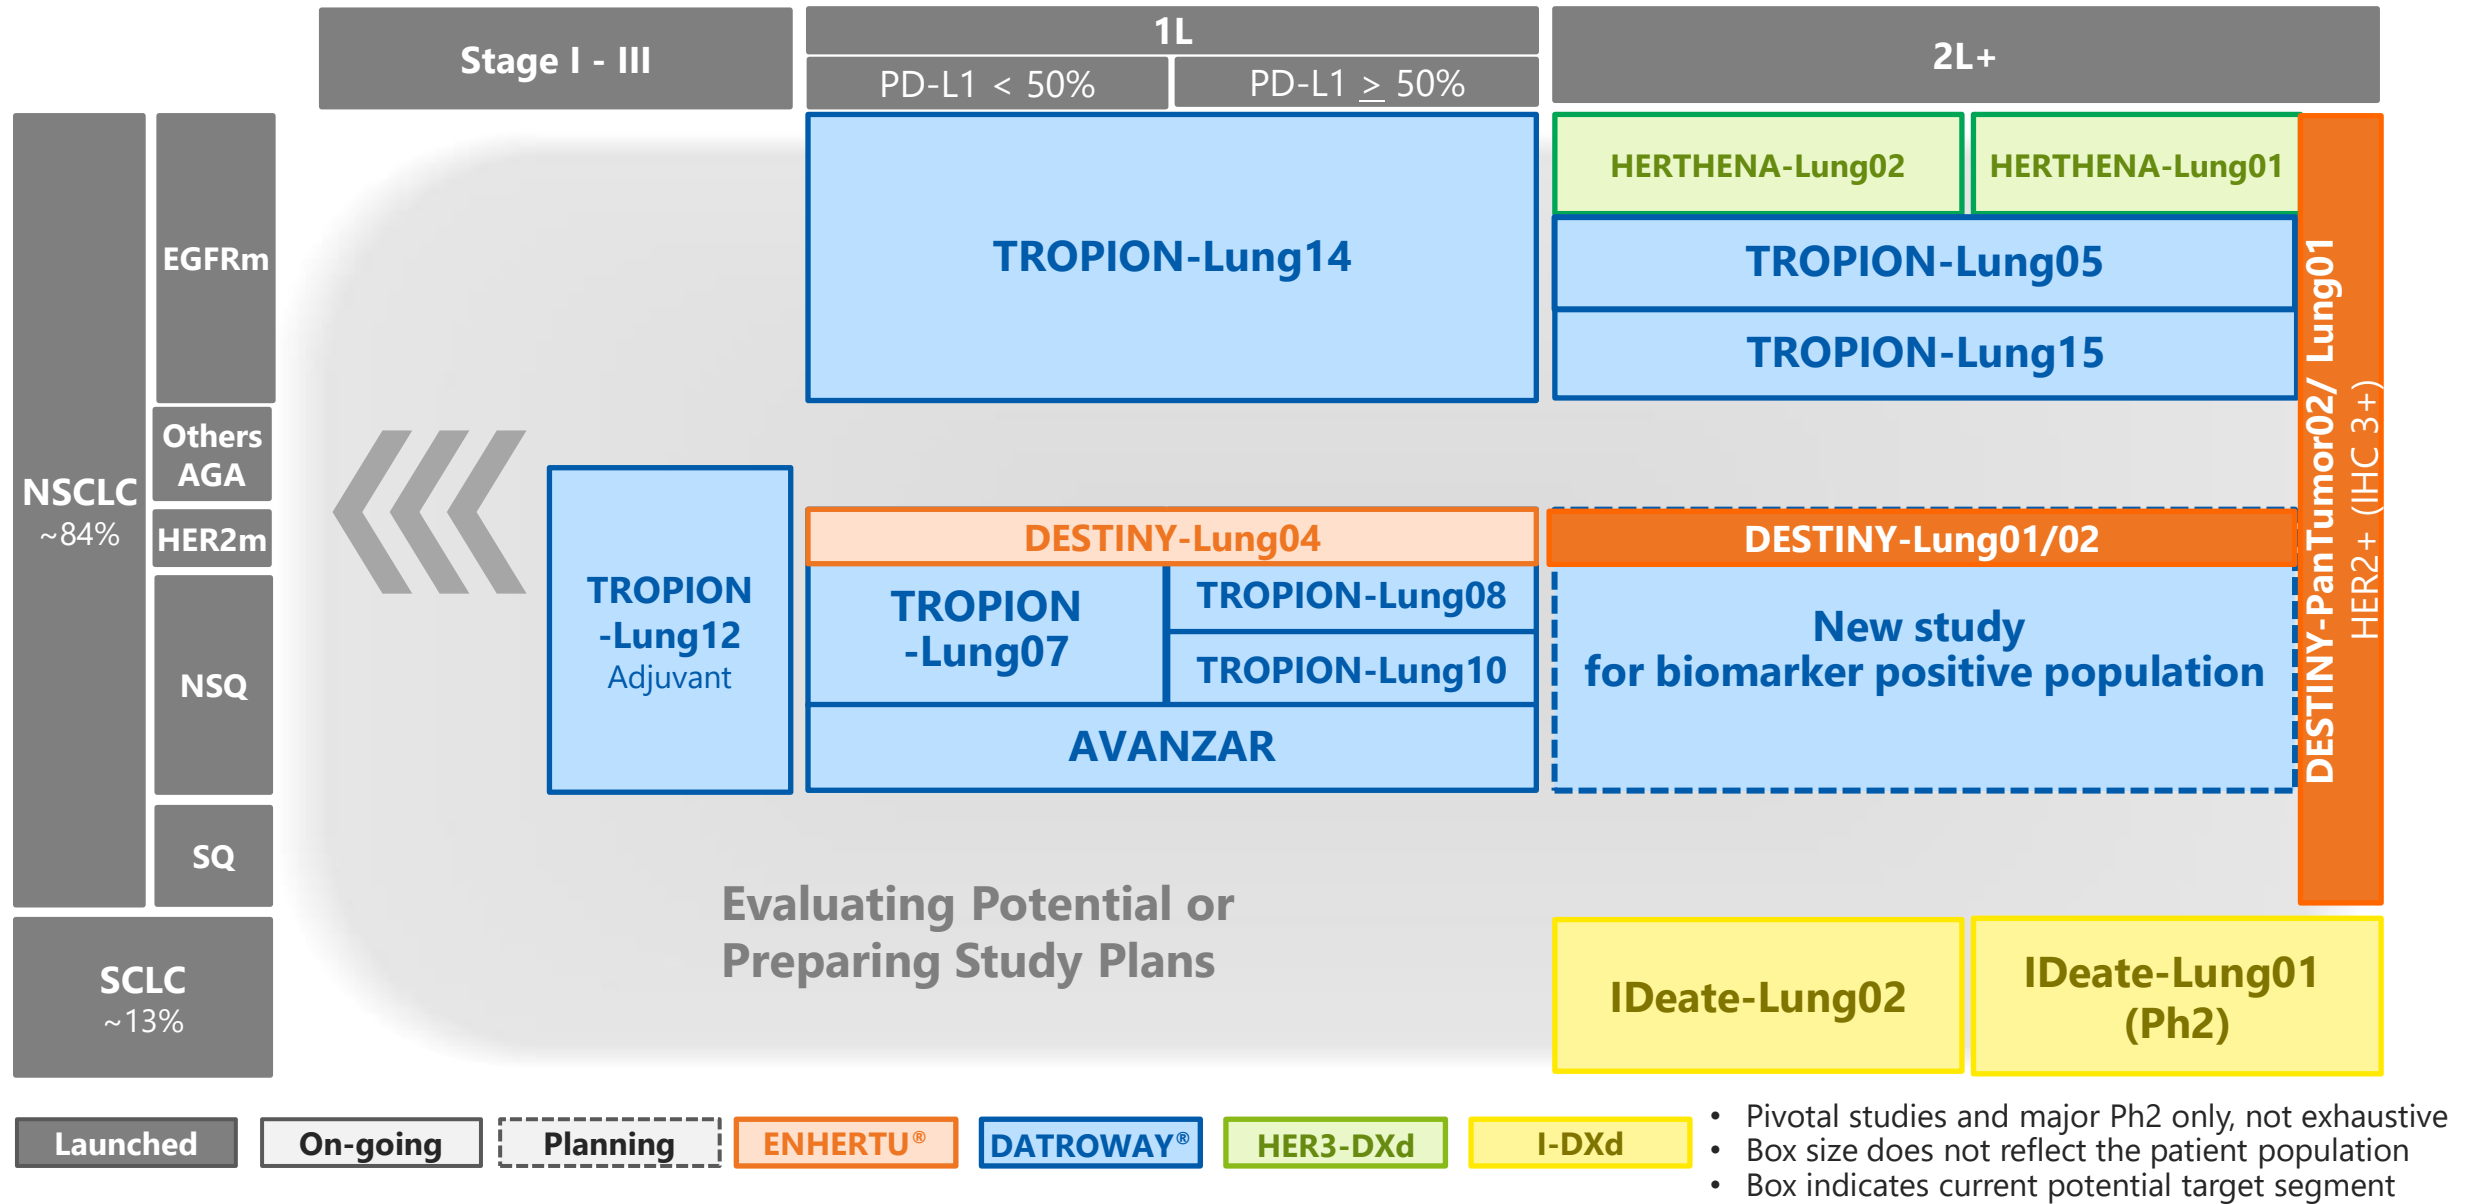 Stage I - III
1L
PD-L1 < 50%
PD-L1 ≥ 50%
2L+
NSCLC
~84%
EGFRm
Others
AGA
HER2m
NSQ
SQ
SCLC
~13%
TROPION-Lung14
HERTHENA-Lung02
HERTHENA-Lung01
TROPION-Lung05
TROPION-Lung15
DESTINY-PanTumor02/ Lung01
HER2+ (IHC 3+)
TROPION
-Lung12
Adjuvant
DESTINY-Lung04
DESTINY-Lung01/02
TROPION
-Lung07
TROPION-Lung08
TROPION-Lung10
AVANZAR
New study
for biomarker positive population
Evaluating Potential or
Preparing Study Plans
IDeate-Lung02
IDeate-Lung01
(Ph2)
Launched
On-going
Planning
ENHERTU®
DATROWAY®
HER3-DXd
I-DXd
• Pivotal studies and major Ph2 only, not exhaustive
• Box size does not reflect the patient population
• Box indicates current potential target segment